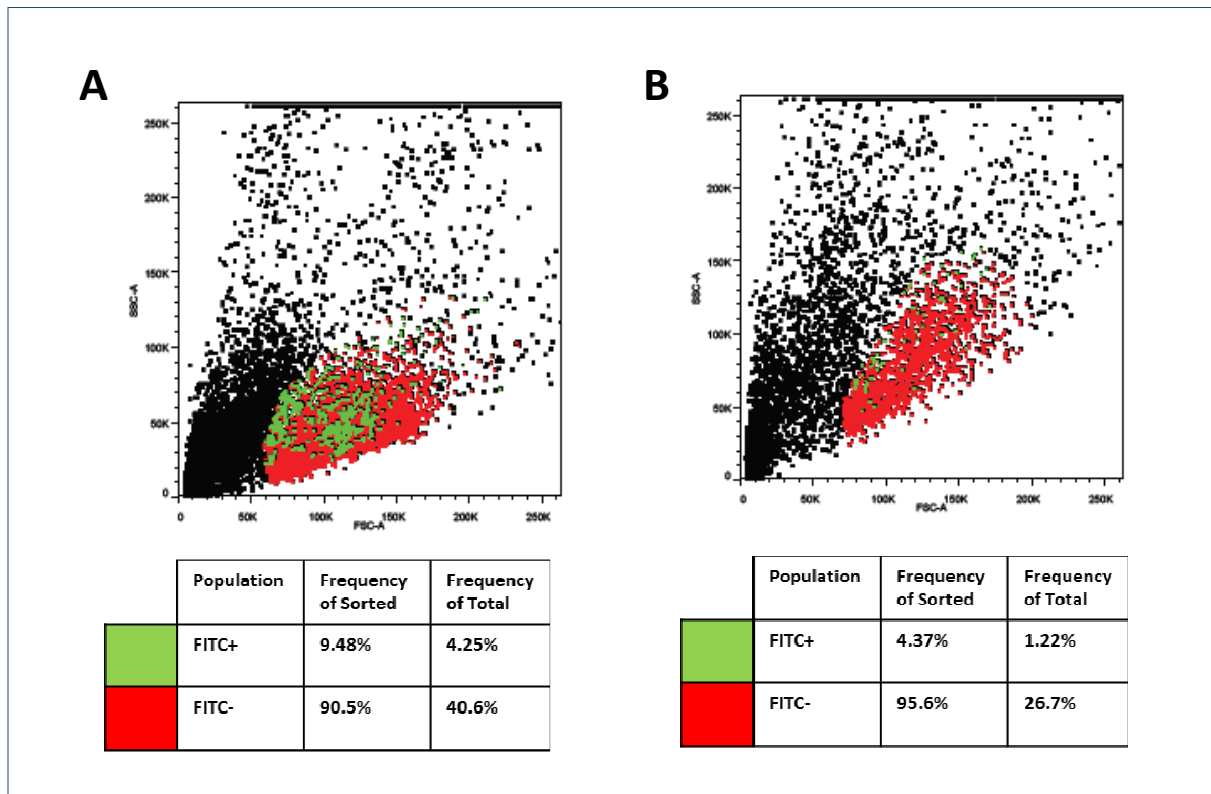 A
B
250K
200K
150K
100K
50K
0
SSC-A
0
50K
100K
150K
200K
250K
FSC-A
250K
200K
150K
100K
50K
0
SSC-A
0
50K
100K
150K
200K
250K
FSC-A
Population
Frequency
of Sorted
Frequency
of Total
FITC+
9.48%
4.25%
FITC-
90.5%
40.6%
Population
Frequency
of Sorted
Frequency
of Total
FITC+
4.37%
1.22%
FITC-
95.6%
26.7%